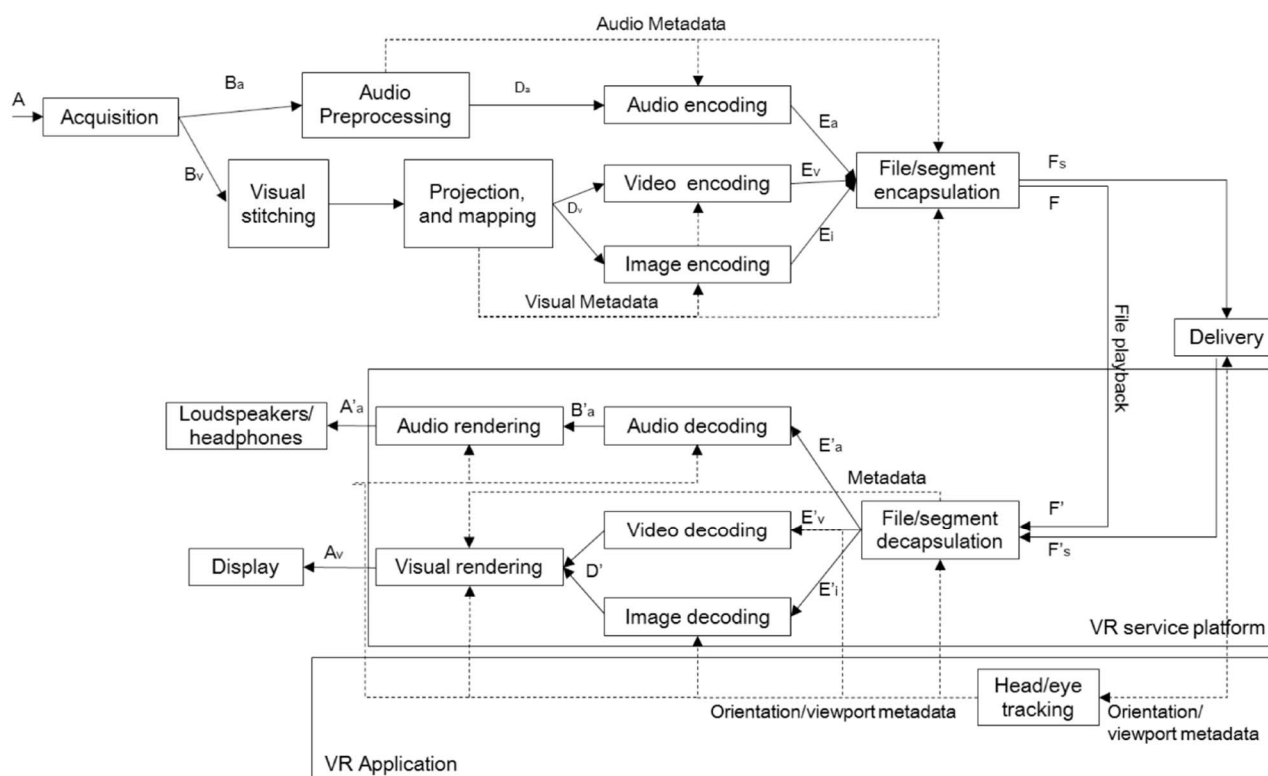 Audio Metadata
A
Acquisition
Ba
Bv
Audio
Preprocessing
Da
Audio encoding
Ea
Visual
stitching
Projection,
and mapping
Dv
Video encoding
Ev
Image encoding
Ei
Visual Metadata
File/segment
encapsulation
Fs
F
File playback
Delivery
Loudspeakers/
headphones
A'a
Audio rendering
B'a
Audio decoding
E'a
Metadata
File/segment
decapsulation
F'
F's
Display
Av
Visual rendering
D'
Video decoding
E'v
Image decoding
E'i
VR service platform
Head/eye
tracking
Orientation/viewport metadata
Orientation/
viewport metadata
VR Application